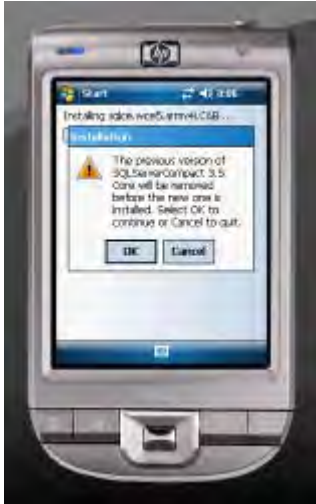 hp
Start
Installing sqlce.wce5.armv4i.CAB ...
Installation
The previous version of
SQLServerCompact 3.5
Core will be removed
before the new one is
installed. Select OK to
continue or Cancel to quit.
OK
Cancel